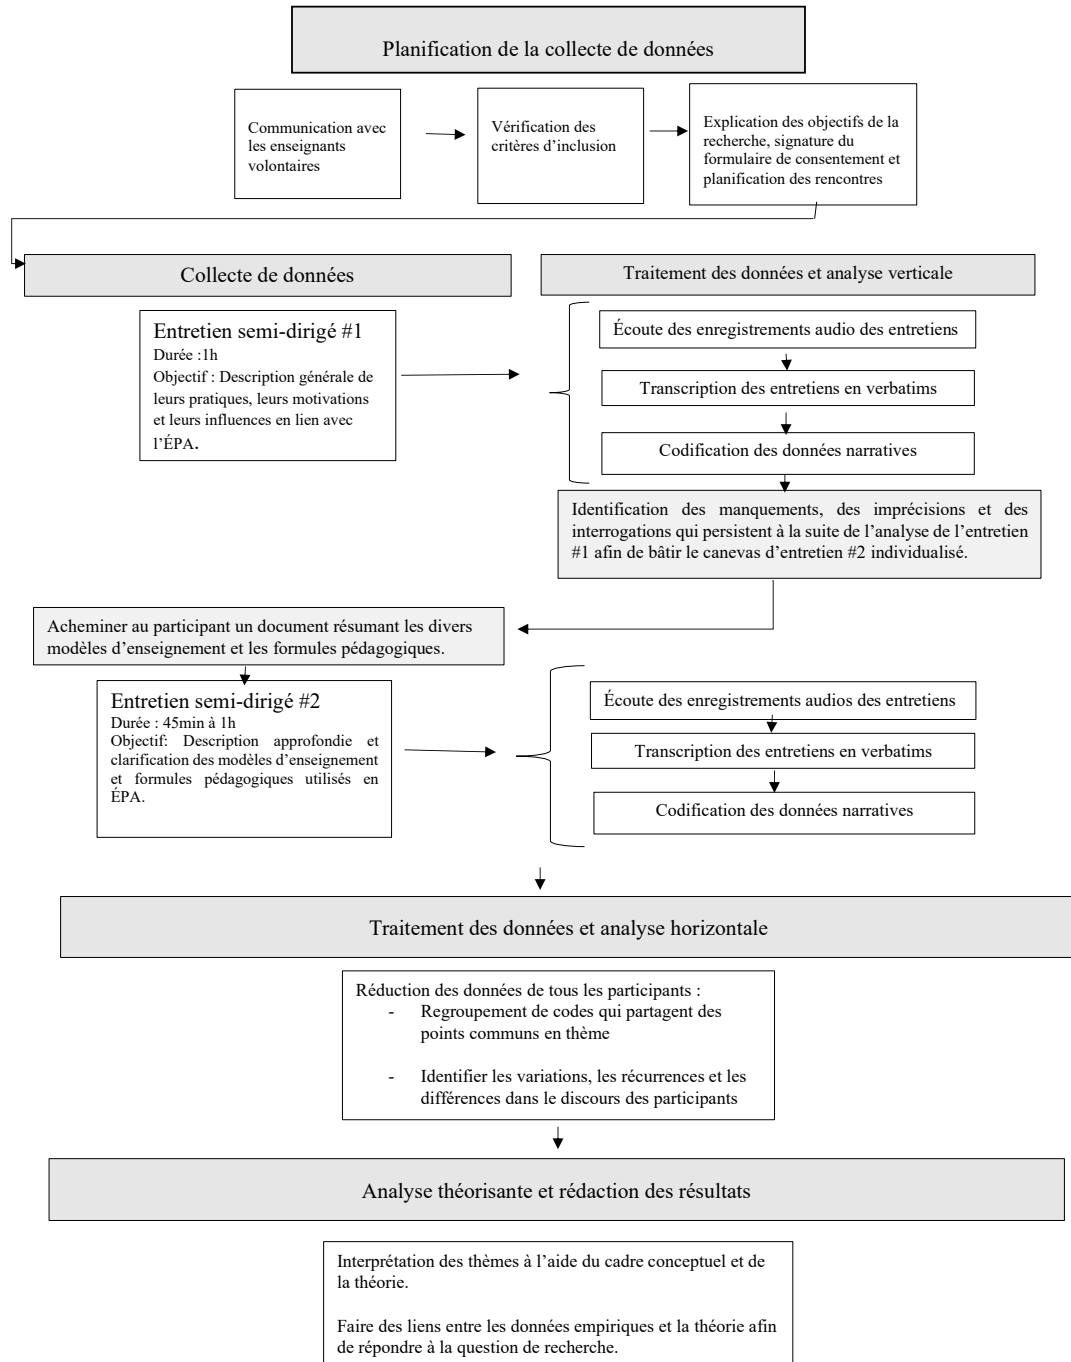 Planification de la collecte de données
Communication avec
les enseignants
volontaires
Vérification des
critères d'inclusion
Explication des objectifs de la
recherche, signature du
formulaire de consentement et
planification des rencontres
Collecte de données
Traitement des données et analyse verticale
Entretien semi-dirigé #1
Durée :1h
Objectif : Description générale de
leurs pratiques, leurs motivations
et leurs influences en lien avec
l'ÉPA.
Écoute des enregistrements audio des entretiens
Transcription des entretiens en verbatims
Codification des données narratives
Identification des manquements, des imprécisions et des
interrogations qui persistent à la suite de l'analyse de l'entretien
#1 afin de bâtir le canevas d'entretien #2 individualisé.
Acheminer au participant un document résumant les divers
modèles d'enseignement et les formules pédagogiques.
Entretien semi-dirigé #2
Durée : 45min à 1h
Objectif: Description approfondie et
clarification des modèles d'enseignement
et formules pédagogiques utilisés en
ÉPA.
Écoute des enregistrements audios des entretiens
Transcription des entretiens en verbatims
Codification des données narratives
Traitement des données et analyse horizontale
Réduction des données de tous les participants :
- Regroupement de codes qui partagent des
points communs en thème
- Identifier les variations, les récurrences et les
différences dans le discours des participants
Analyse théorisante et rédaction des résultats
Interprétation des thèmes à l'aide du cadre conceptuel et de
la théorie.
Faire des liens entre les données empiriques et la théorie afin
de répondre à la question de recherche.